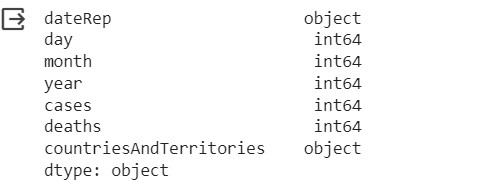 dateRep object
day int64
month int64
year int64
cases int64
deaths int64
countriesAndTerritories object
dtype: object